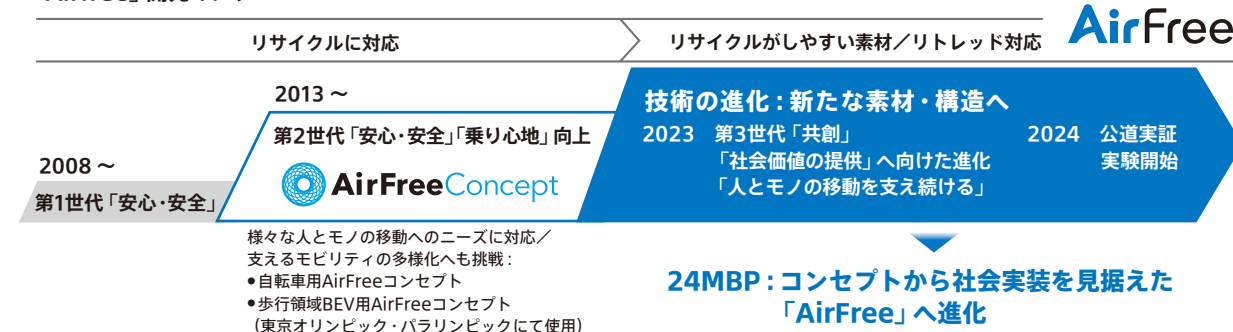 リサイクルに対応
リサイクルがしやすい素材／リトレッド対応
AirFree
2008 ～
第1世代「安心・安全」
2013 ～
第2世代「安心・安全」「乗り心地」向上
AirFreeConcept
様々な人とモノの移動へのニーズに対応／
支えるモビリティの多様化へも挑戦：
●自転車用AirFreeコンセプト
●歩行領域BEV用AirFreeコンセプト
（東京オリンピック・パラリンピックにて使用）
技術の進化：新たな素材・構造へ
2023 第3世代「共創」
「社会価値の提供」へ向けた進化
「人とモノの移動を支え続ける」
2024 公道実証
実験開始
24MBP：コンセプトから社会実装を見据えた
「AirFree」へ進化